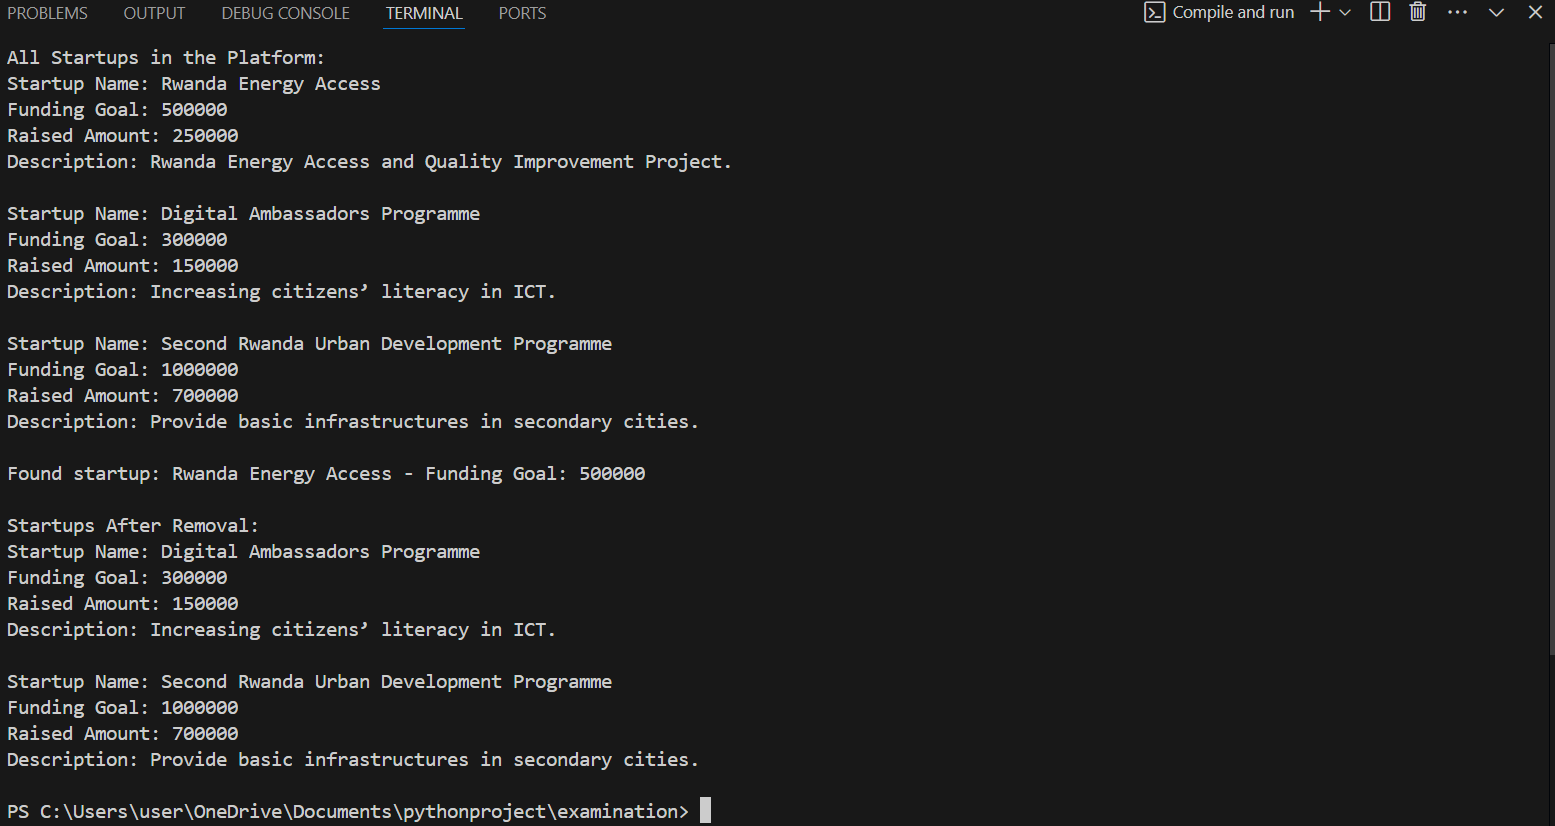 PROBLEMS OUTPUT DEBUG CONSOLE TERMINAL PORTS Compile and run
All Startups in the Platform:
Startup Name: Rwanda Energy Access
Funding Goal: 500000
Raised Amount: 250000
Description: Rwanda Energy Access and Quality Improvement Project.
Startup Name: Digital Ambassadors Programme
Funding Goal: 300000
Raised Amount: 150000
Description: Increasing citizens’ literacy in ICT.
Startup Name: Second Rwanda Urban Development Programme
Funding Goal: 1000000
Raised Amount: 700000
Description: Provide basic infrastructures in secondary cities.
Found startup: Rwanda Energy Access - Funding Goal: 500000
Startups After Removal:
Startup Name: Digital Ambassadors Programme
Funding Goal: 300000
Raised Amount: 150000
Description: Increasing citizens’ literacy in ICT.
Startup Name: Second Rwanda Urban Development Programme
Funding Goal: 1000000
Raised Amount: 700000
Description: Provide basic infrastructures in secondary cities.
PS C:\Users\user\OneDrive\Documents\pythonproject\examination>